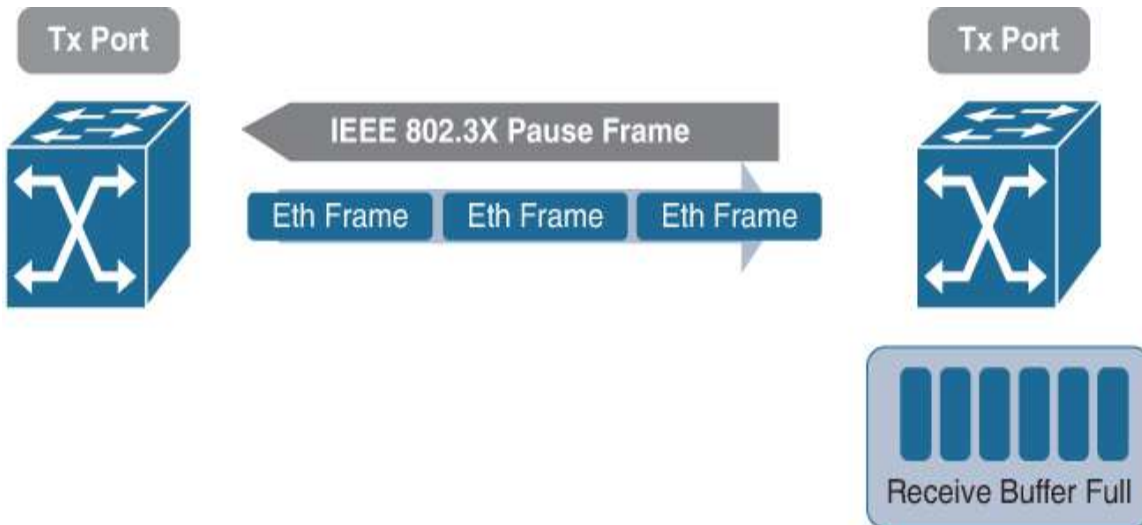 Tx Port
Tx Port
IEEE 802.3X Pause Frame
Eth Frame Eth Frame Eth Frame
Receive Buffer Full